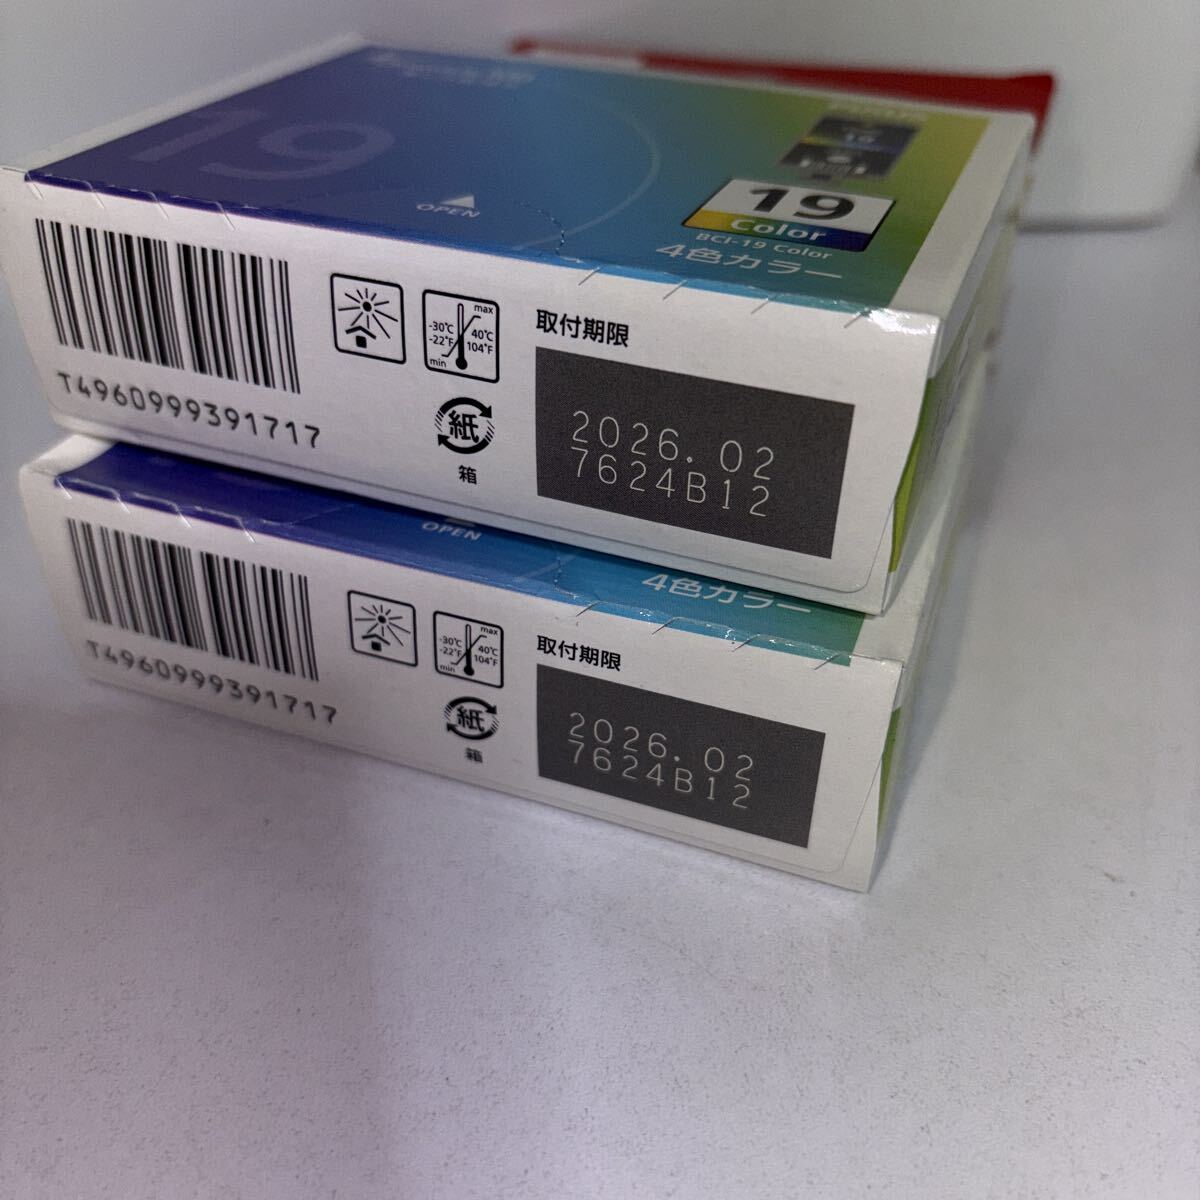 19
OPEN
19
19
Color
BCI-19 Color
4色カラー
T4960999391717
max
-30℃
40℃
-22°F
104°F
min
紙
箱
取付期限
2026.02
7624B12
OPEN
4色カラー
T4960999391717
max
-30℃
40℃
-22°F
104°F
min
紙
箱
取付期限
2026.02
7624B12